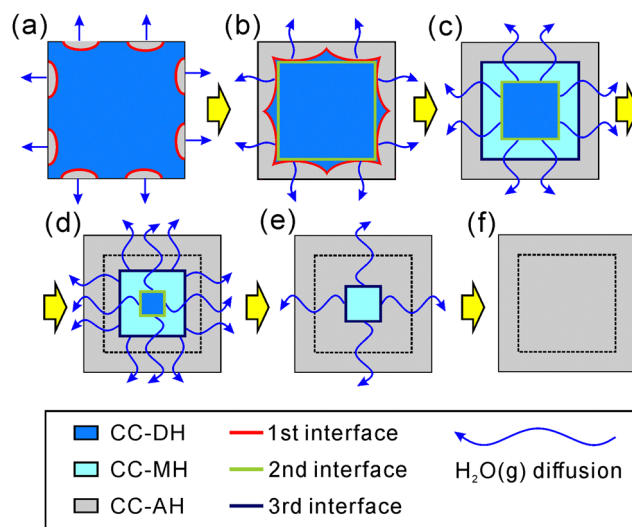 (a)
(b)
(c)
(d)
(e)
(f)
CC-DH
1st interface
CC-MH
2nd interface
H₂O(g) diffusion
CC-AH
3rd interface